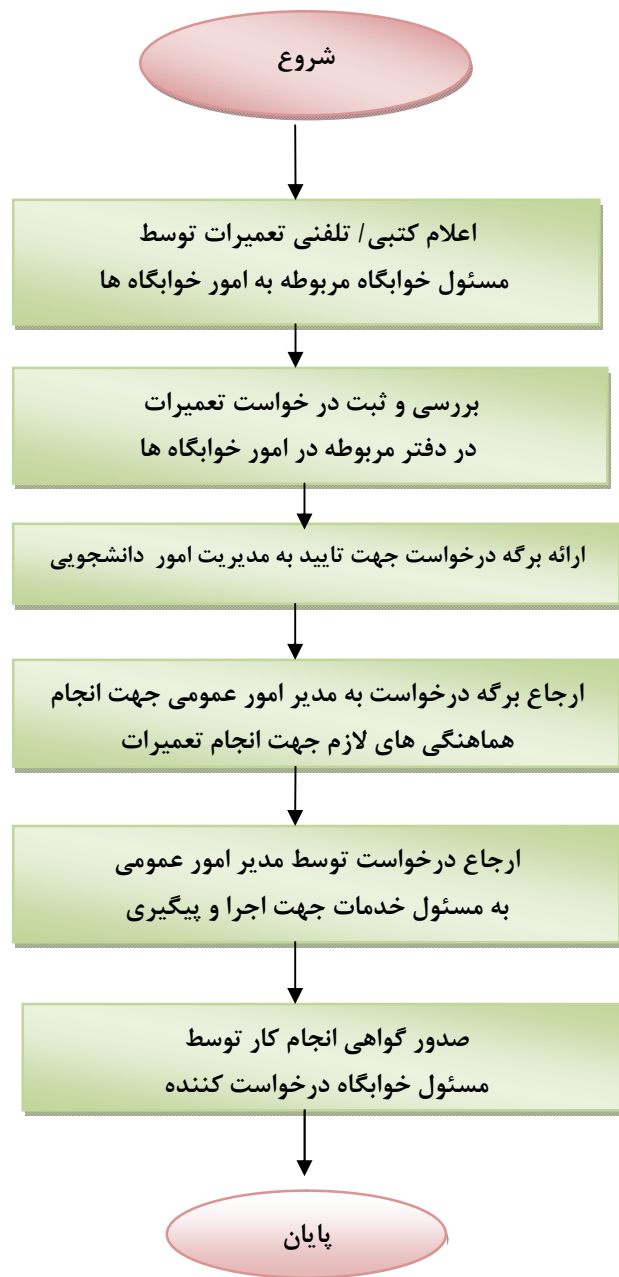 شروع
اعلام کتبی/ تلفنی تعمیرات توسط
مسئول خوابگاه مربوطه به امور خوابگاه ها
بررسی و ثبت در خواست تعمیرات
در دفتر مربوطه در امور خوابگاه ها
ارائه برگه درخواست جهت تایید به مدیریت امور دانشجویی
ارجاع برگه درخواست به مدیر امور عمومی جهت انجام
هماهنگی های لازم جهت انجام تعمیرات
ارجاع درخواست توسط مدیر امور عمومی
به مسئول خدمات جهت اجرا و پیگیری
صدور گواهی انجام کار توسط
مسئول خوابگاه درخواست کننده
پایان